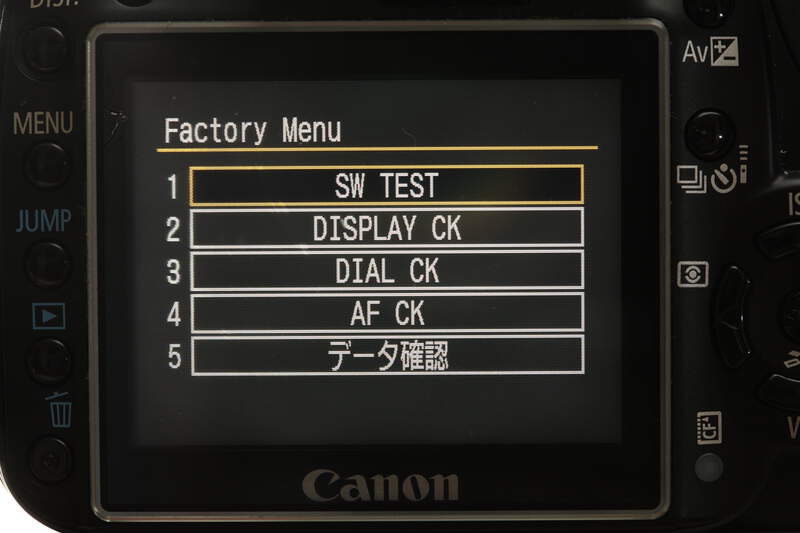 DISP.
Av
MENU
Factory Menu
1 SW TEST
JUMP
2 DISPLAY CK
3 DIAL CK
4 AF CK
5 データ確認
CF
Canon